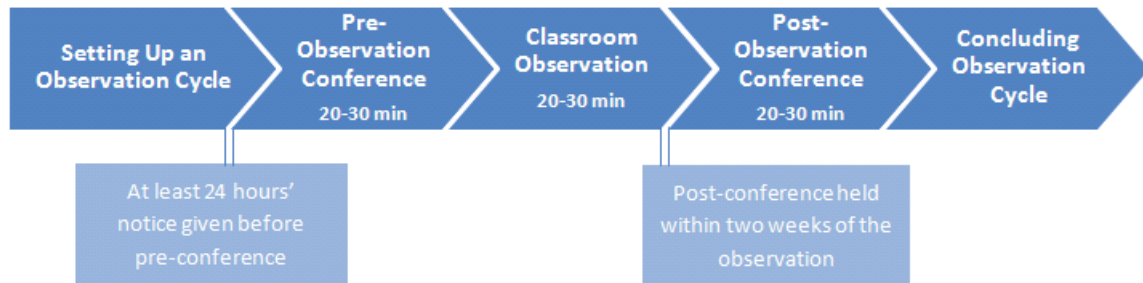 Setting Up an
Observation Cycle
Pre-
Observation
Conference
20-30 min
Classroom
Observation
20-30 min
Post-
Observation
Conference
20-30 min
Concluding
Observation
Cycle
At least 24 hours'
notice given before
pre-conference
Post-conference held
within two weeks of the
observation